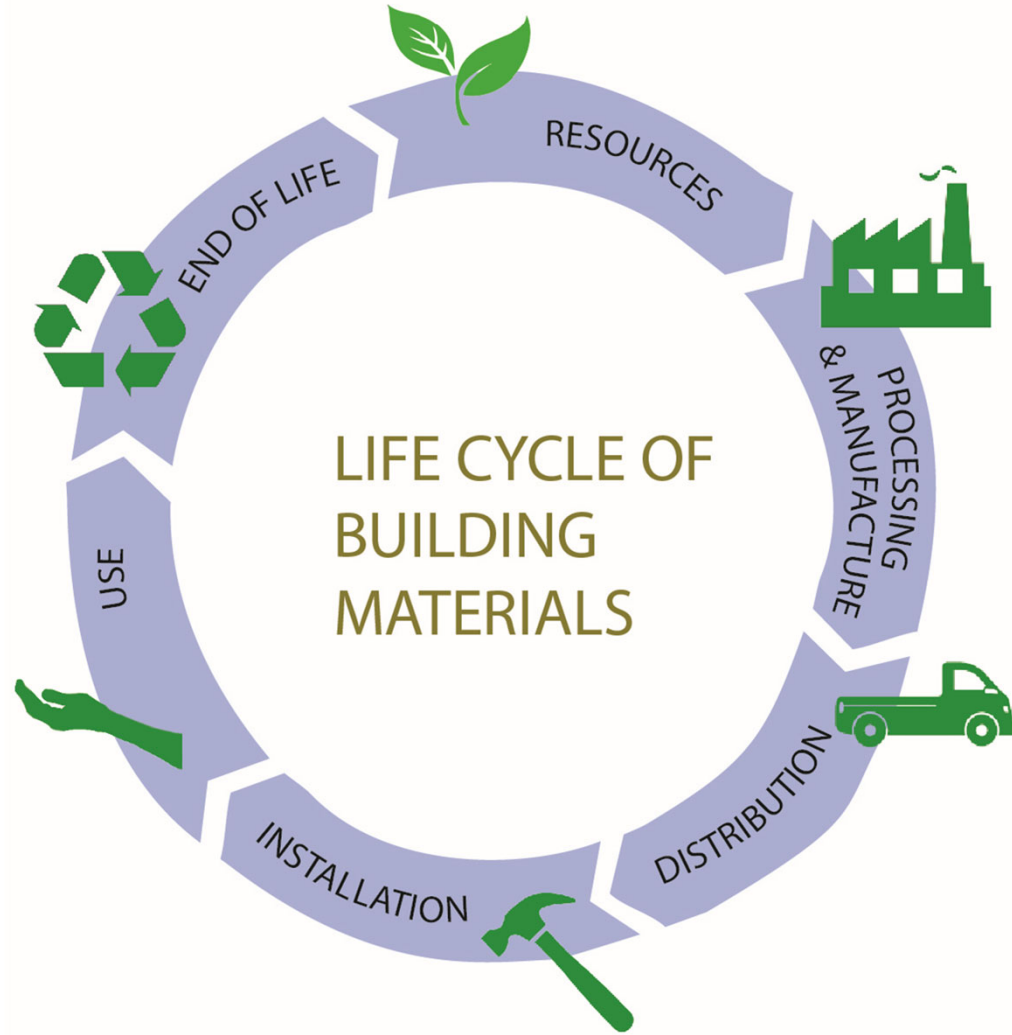 LIFE CYCLE OF
BUILDING
MATERIALS
RESOURCES
PROCESSING
& MANUFACTURE
DISTRIBUTION
INSTALLATION
USE
END OF LIFE